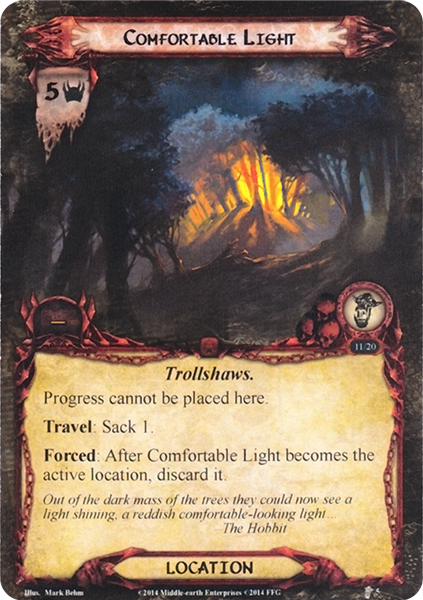 Comfortable Light
5
11/20
–
Trollshaws.
Progress cannot be placed here.
Travel: Sack 1.
Forced: After Comfortable Light becomes the
active location, discard it.
Out of the dark mass of the trees they could now see a
light shining, a reddish comfortable-looking light…
-The Hobbit
LOCATION
Illus. Mark Behm ©2014 Middle-earth Enterprises ©2014 FFG